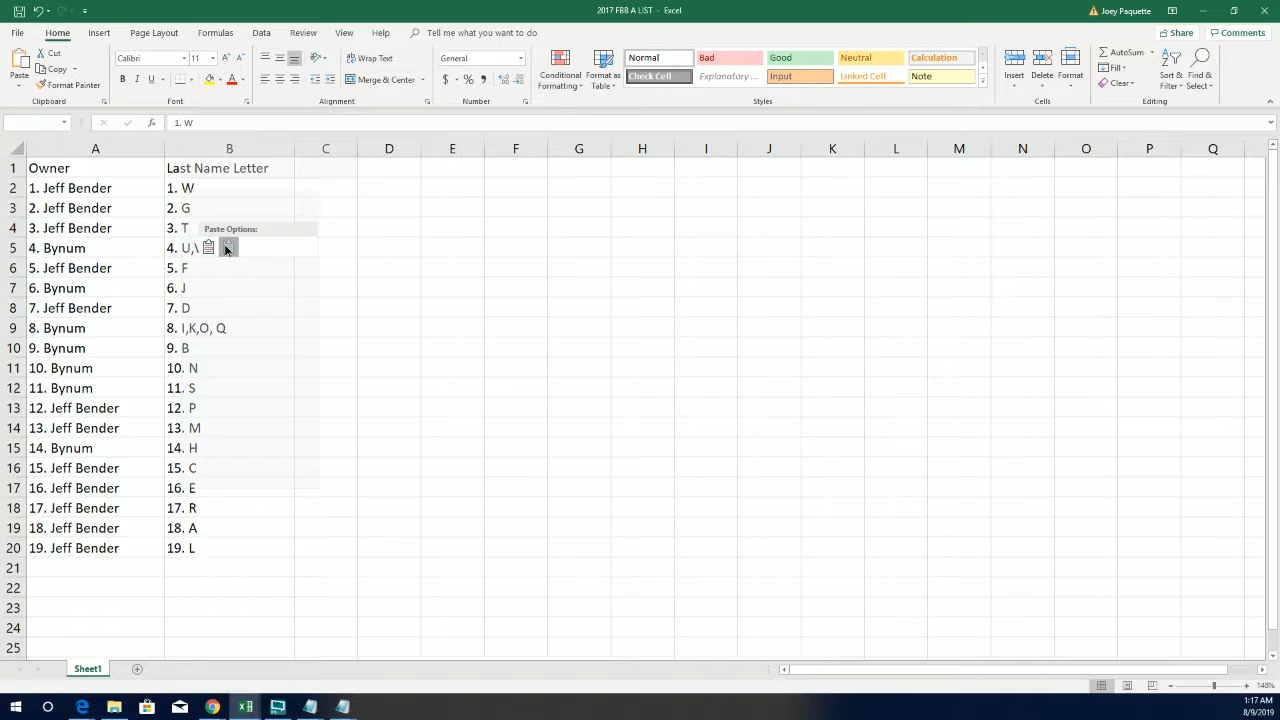 2017 FBB A LIST - Excel
Joey Paquette
File Home Insert Page Layout Formulas Data Review View Help Tell me what you want to do
Share Comments
Paste
Cut
Copy
Format Painter
Clipboard
Calibri
B I U
Font
Wrap Text
Merge & Center
Alignment
General
$ % ,
Number
Conditional Formatting
Format as Table
Normal Bad Good Neutral Calculation
Check Cell Explanatory ... Input Linked Cell Note
Styles
Insert Delete Format
Cells
AutoSum
Fill
Clear
Sort & Filter
Find & Select
Editing
1. W
A B C D E F G H I J K L M N O P Q
1 Owner Last Name Letter
2 1. Jeff Bender 1. W
3 2. Jeff Bender 2. G
4 3. Jeff Bender 3. T
Paste Options:
5 4. Bynum 4. U,
6 5. Jeff Bender 5. F
7 6. Bynum 6. J
8 7. Jeff Bender 7. D
9 8. Bynum 8. I,K,O, Q
10 9. Bynum 9. B
11 10. Bynum 10. N
12 11. Bynum 11. S
13 12. Jeff Bender 12. P
14 13. Jeff Bender 13. M
15 14. Bynum 14. H
16 15. Jeff Bender 15. C
17 16. Jeff Bender 16. E
18 17. Jeff Bender 17. R
19 18. Jeff Bender 18. A
20 19. Jeff Bender 19. L
21
22
23
24
25
Sheet1
148%
1:17 AM
8/9/2019